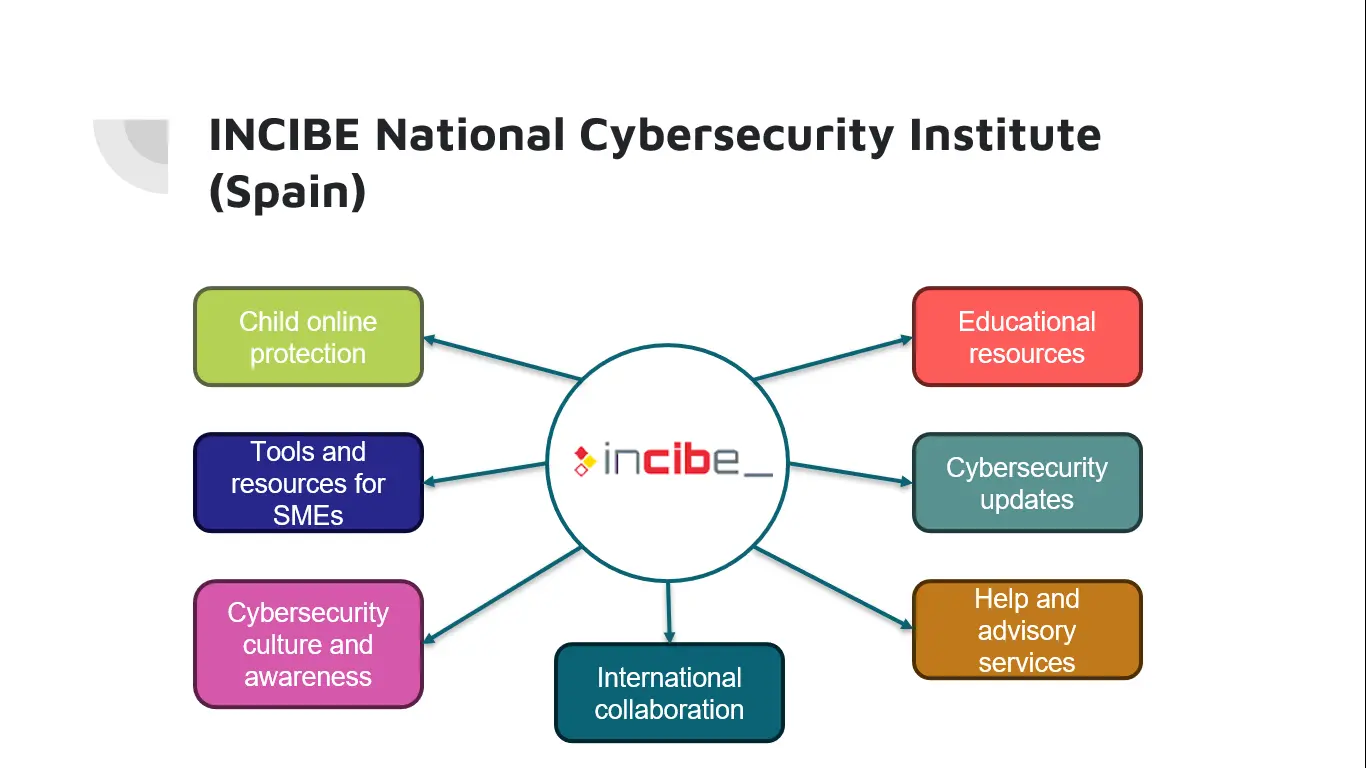 INCIBE National Cybersecurity Institute
(Spain)
Child online
protection
Tools and
resources for
SMEs
Cybersecurity
culture and
awareness
incibe_
International
collaboration
Educational
resources
Cybersecurity
updates
Help and
advisory
services